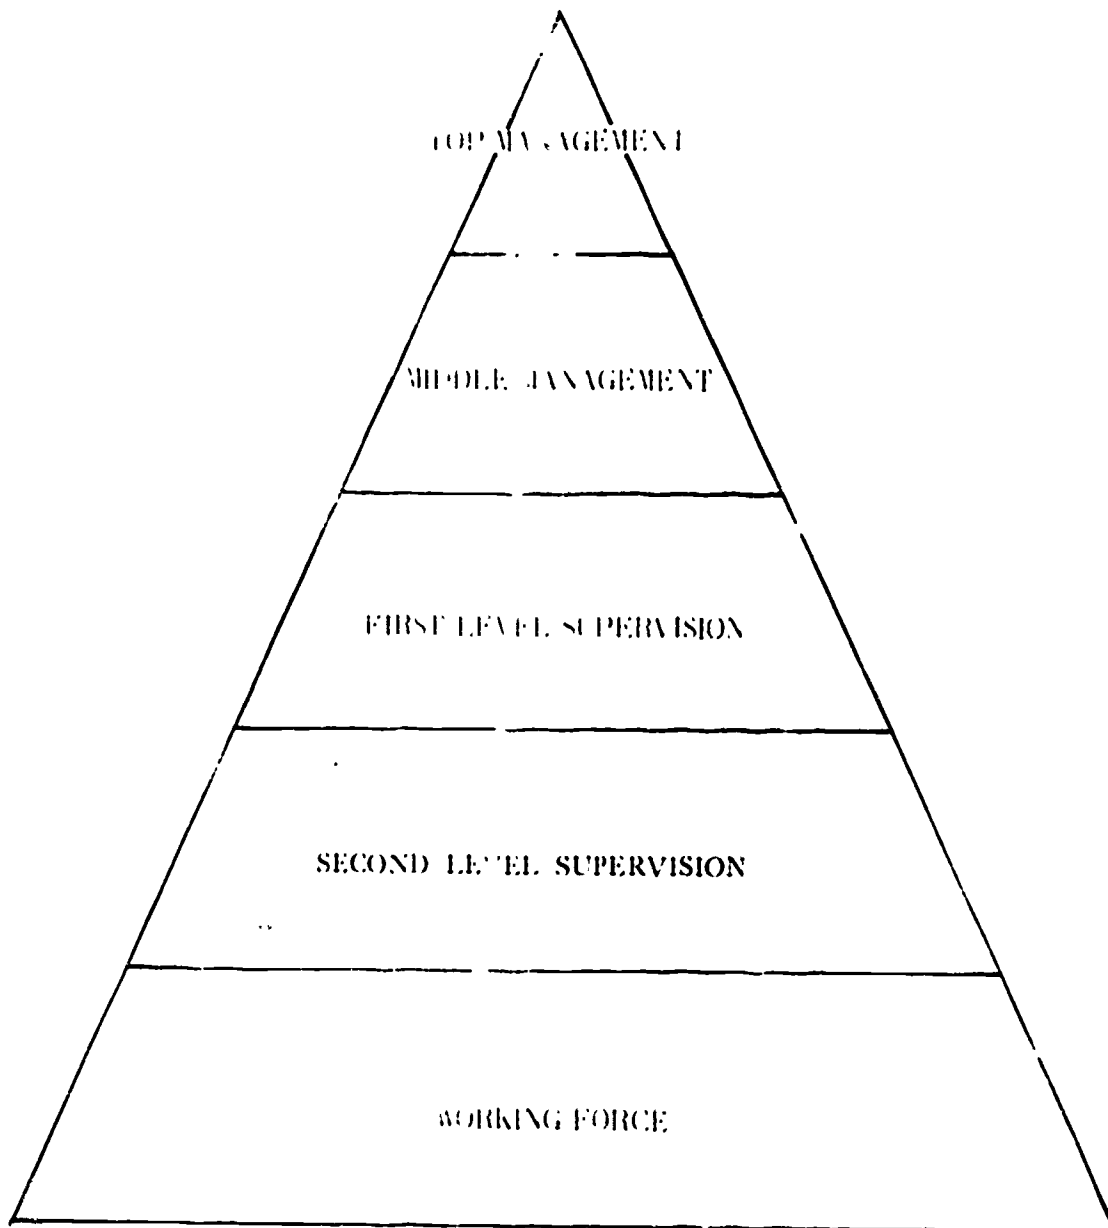 TOP MANAGEMENT
MIDDLE MANAGEMENT
FIRST LEVEL SUPERVISION
SECOND LEVEL SUPERVISION
WORKING FORCE